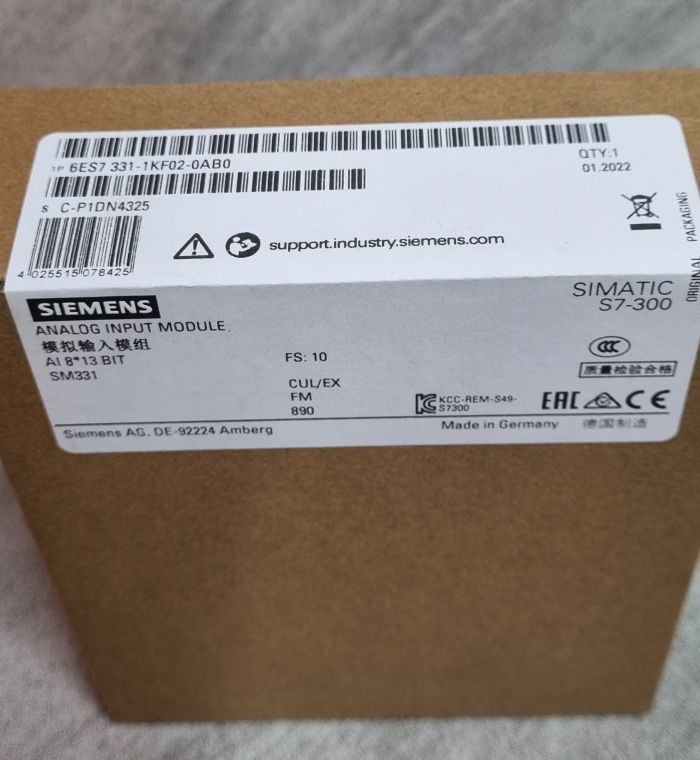 1P 6ES7 331-1KF02-0AB0
QTY:1
01.2022
S C-P1DN4325
4 025515 078425
support.industry.siemens.com
ORIGINAL PACKAGING
SIEMENS
SIMATIC
S7-300
ANALOG INPUT MODULE
模拟输入模组
AI 8*13 BIT
SM331
FS: 10
CUL/EX
FM
890
CCC
质量检验合格
KCC-REM-S49-
S7300
EAC
CE
Siemens AG, DE-92224 Amberg
Made in Germany
德国制造